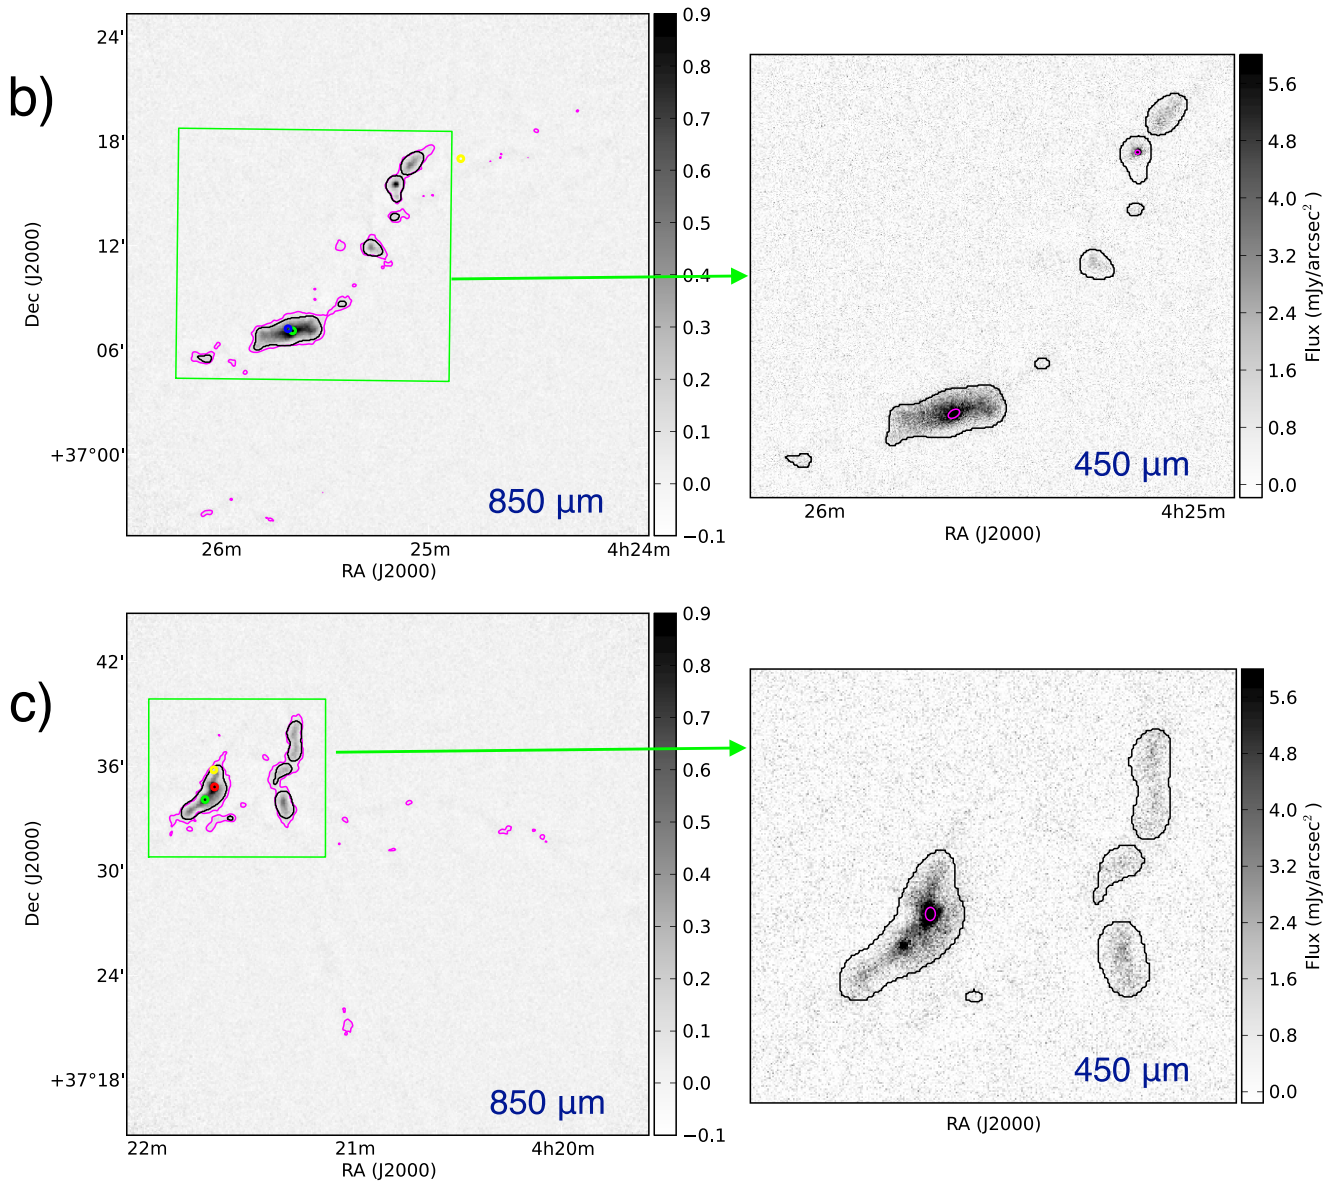 b)
24'
18'
12'
06'
+37°00'
Dec (J2000)
26m
25m
4h24m
RA (J2000)
850 µm
0.9
0.8
0.7
0.6
0.5
0.4
0.3
0.2
0.1
0.0
−0.1
450 µm
26m
4h25m
RA (J2000)
5.6
4.8
4.0
3.2
2.4
1.6
0.8
0.0
Flux (mJy/arcsec²)
c)
42'
36'
30'
24'
+37°18'
Dec (J2000)
22m
21m
4h20m
RA (J2000)
850 µm
0.9
0.8
0.7
0.6
0.5
0.4
0.3
0.2
0.1
0.0
−0.1
450 µm
RA (J2000)
5.6
4.8
4.0
3.2
2.4
1.6
0.8
0.0
Flux (mJy/arcsec²)